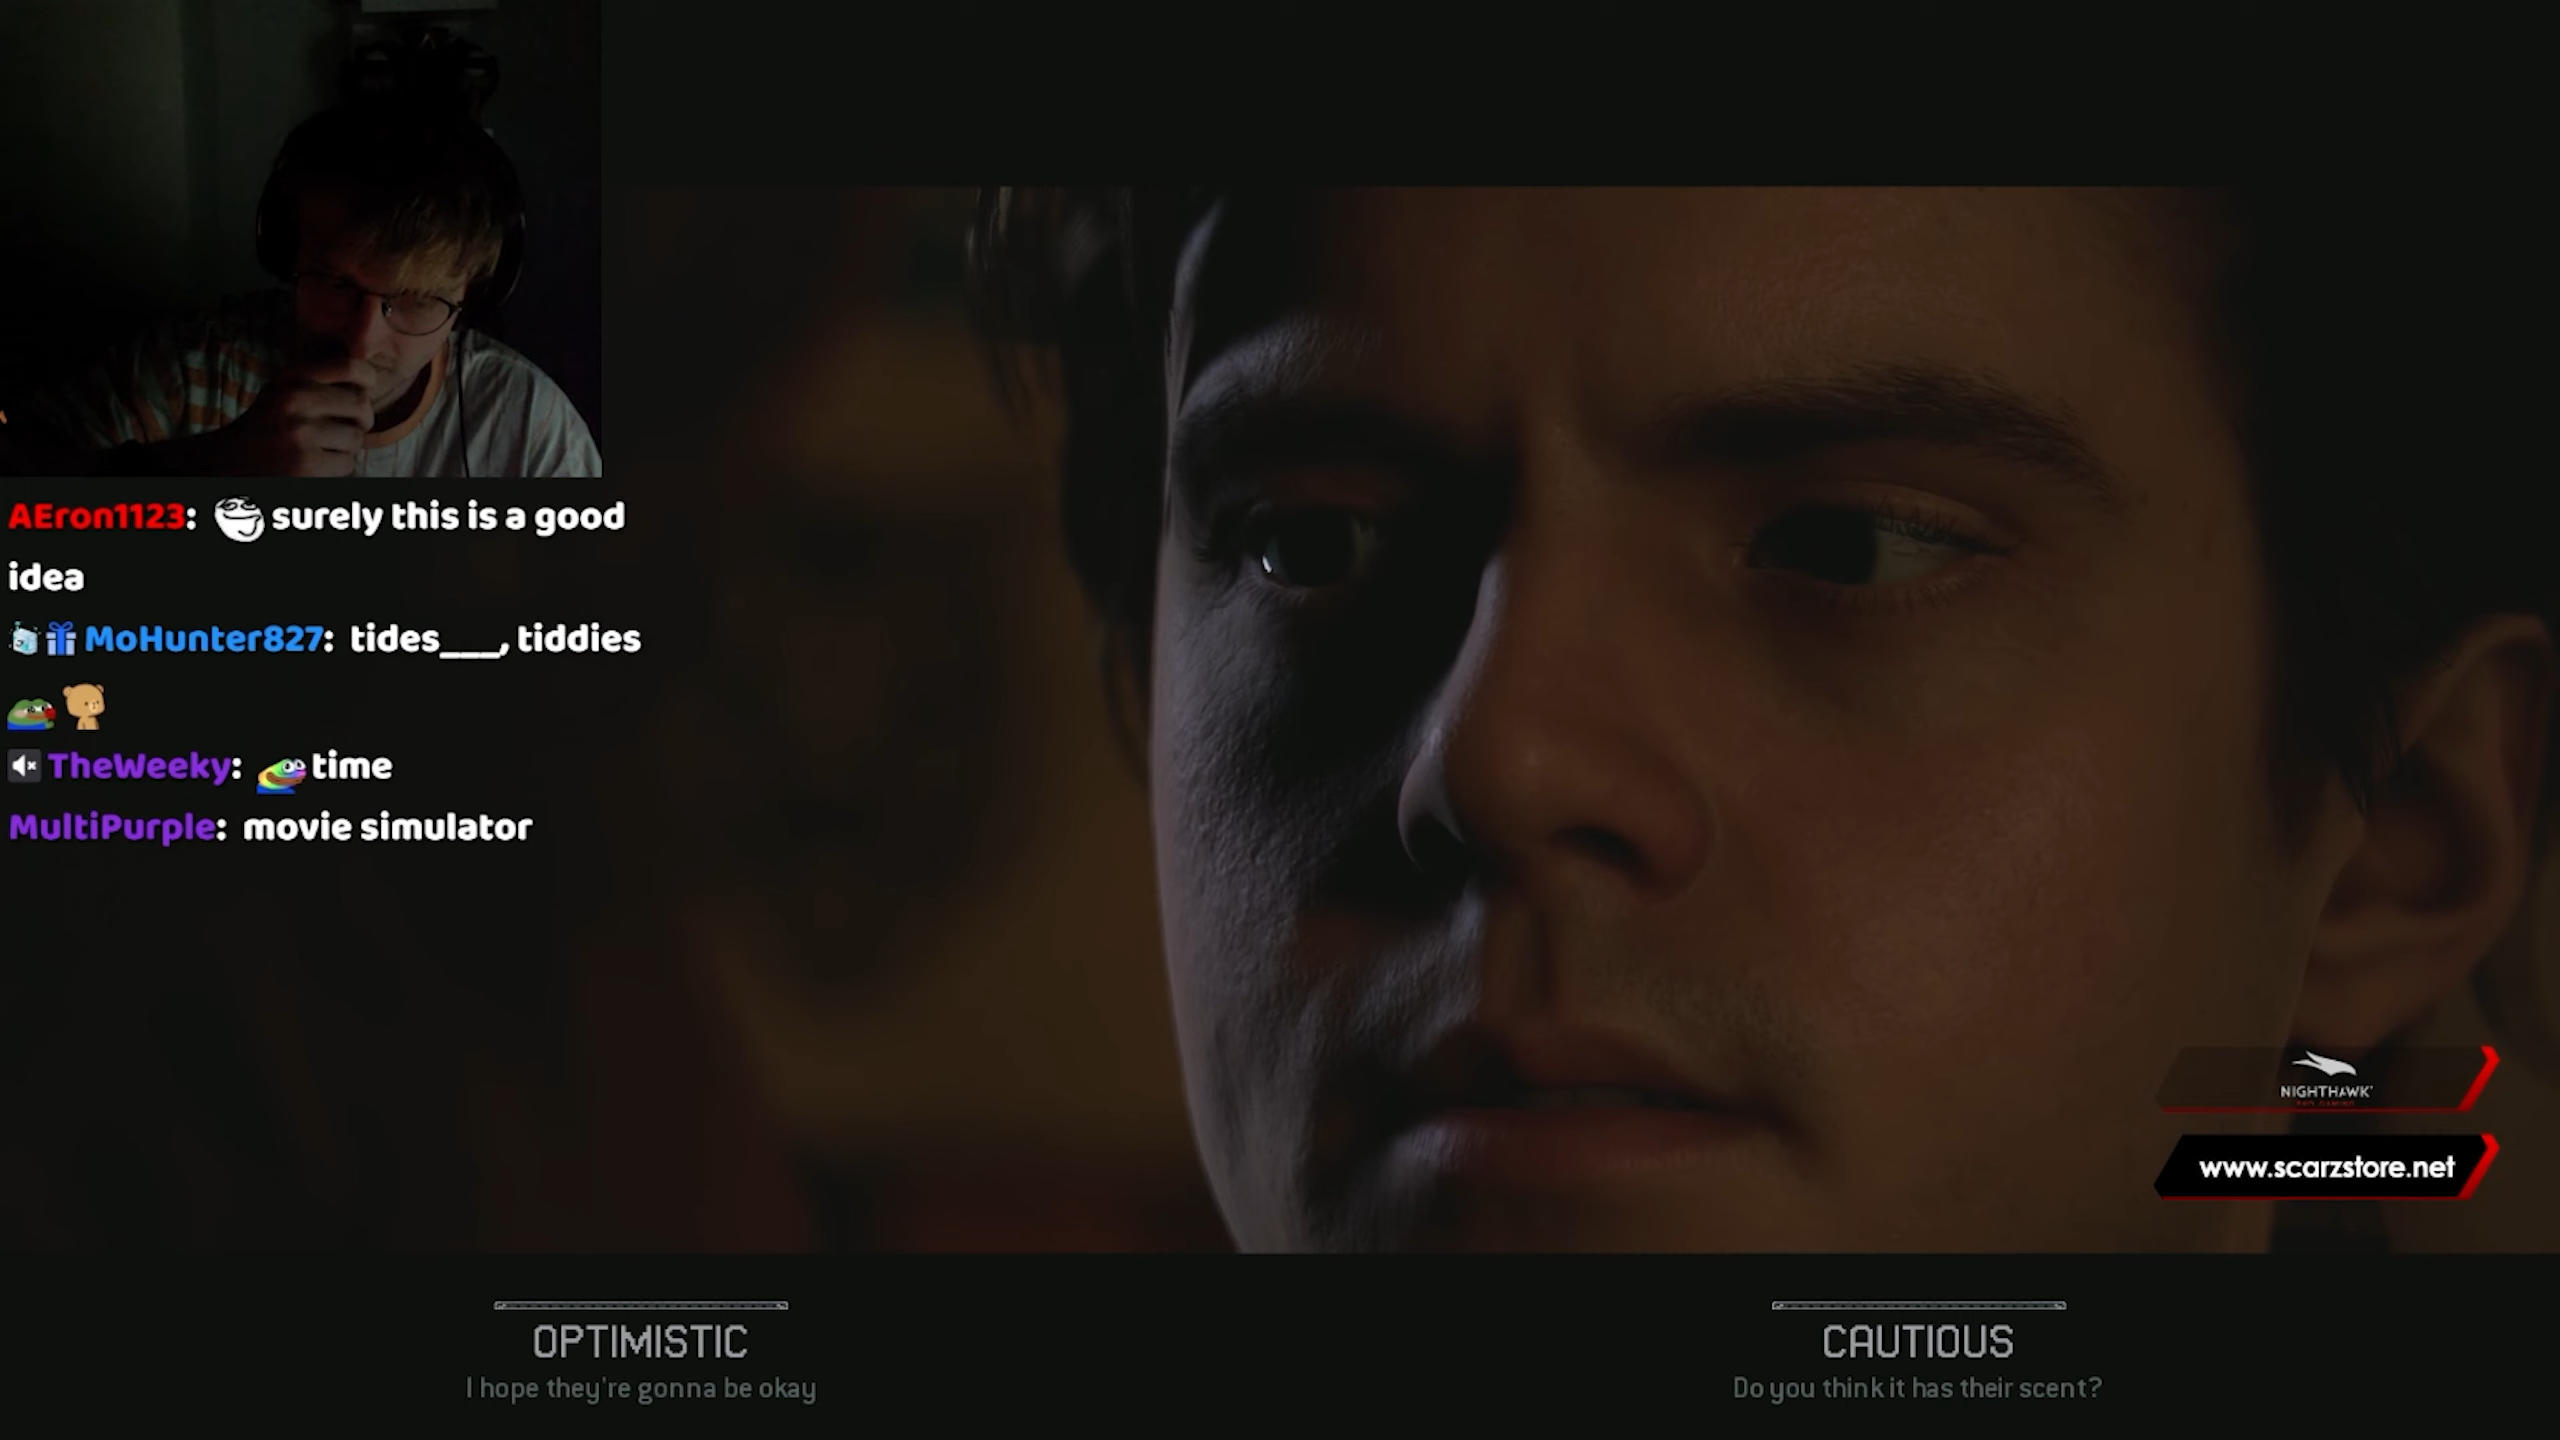 AEron1123: surely this is a good
idea
MoHunter827: tides___, tiddies
TheWeeky: time
MultiPurple: movie simulator
NIGHTHAWK
www.scarzstore.net
OPTIMISTIC
CAUTIOUS
I hope they're gonna be okay
Do you think it has their scent?